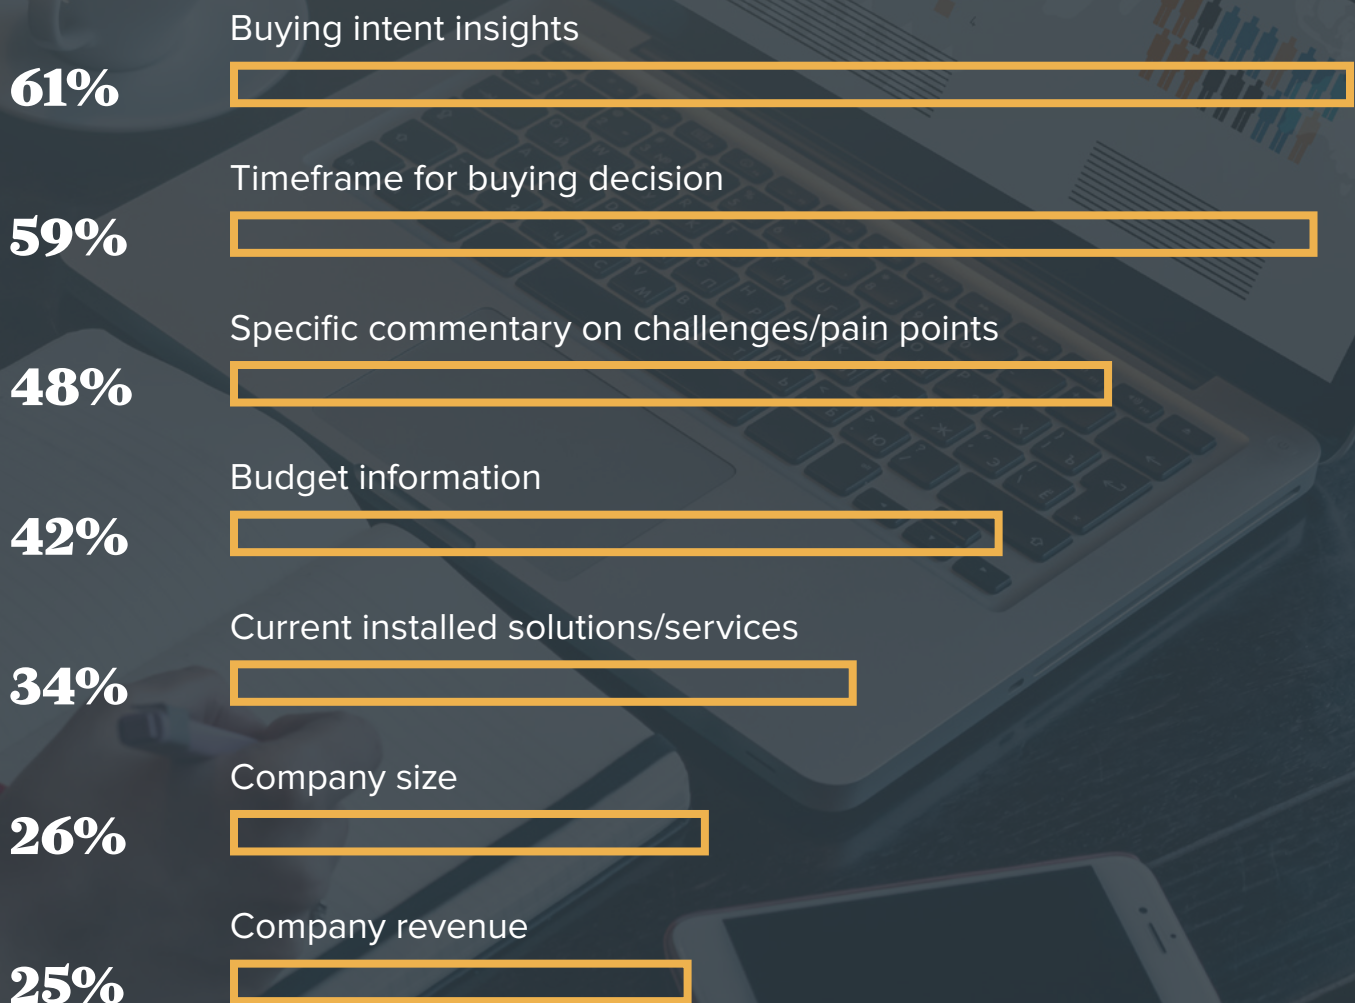 Buying intent insights
61%
Timeframe for buying decision
59%
Specific commentary on challenges/pain points
48%
Budget information
42%
Current installed solutions/services
34%
Company size
26%
Company revenue
25%